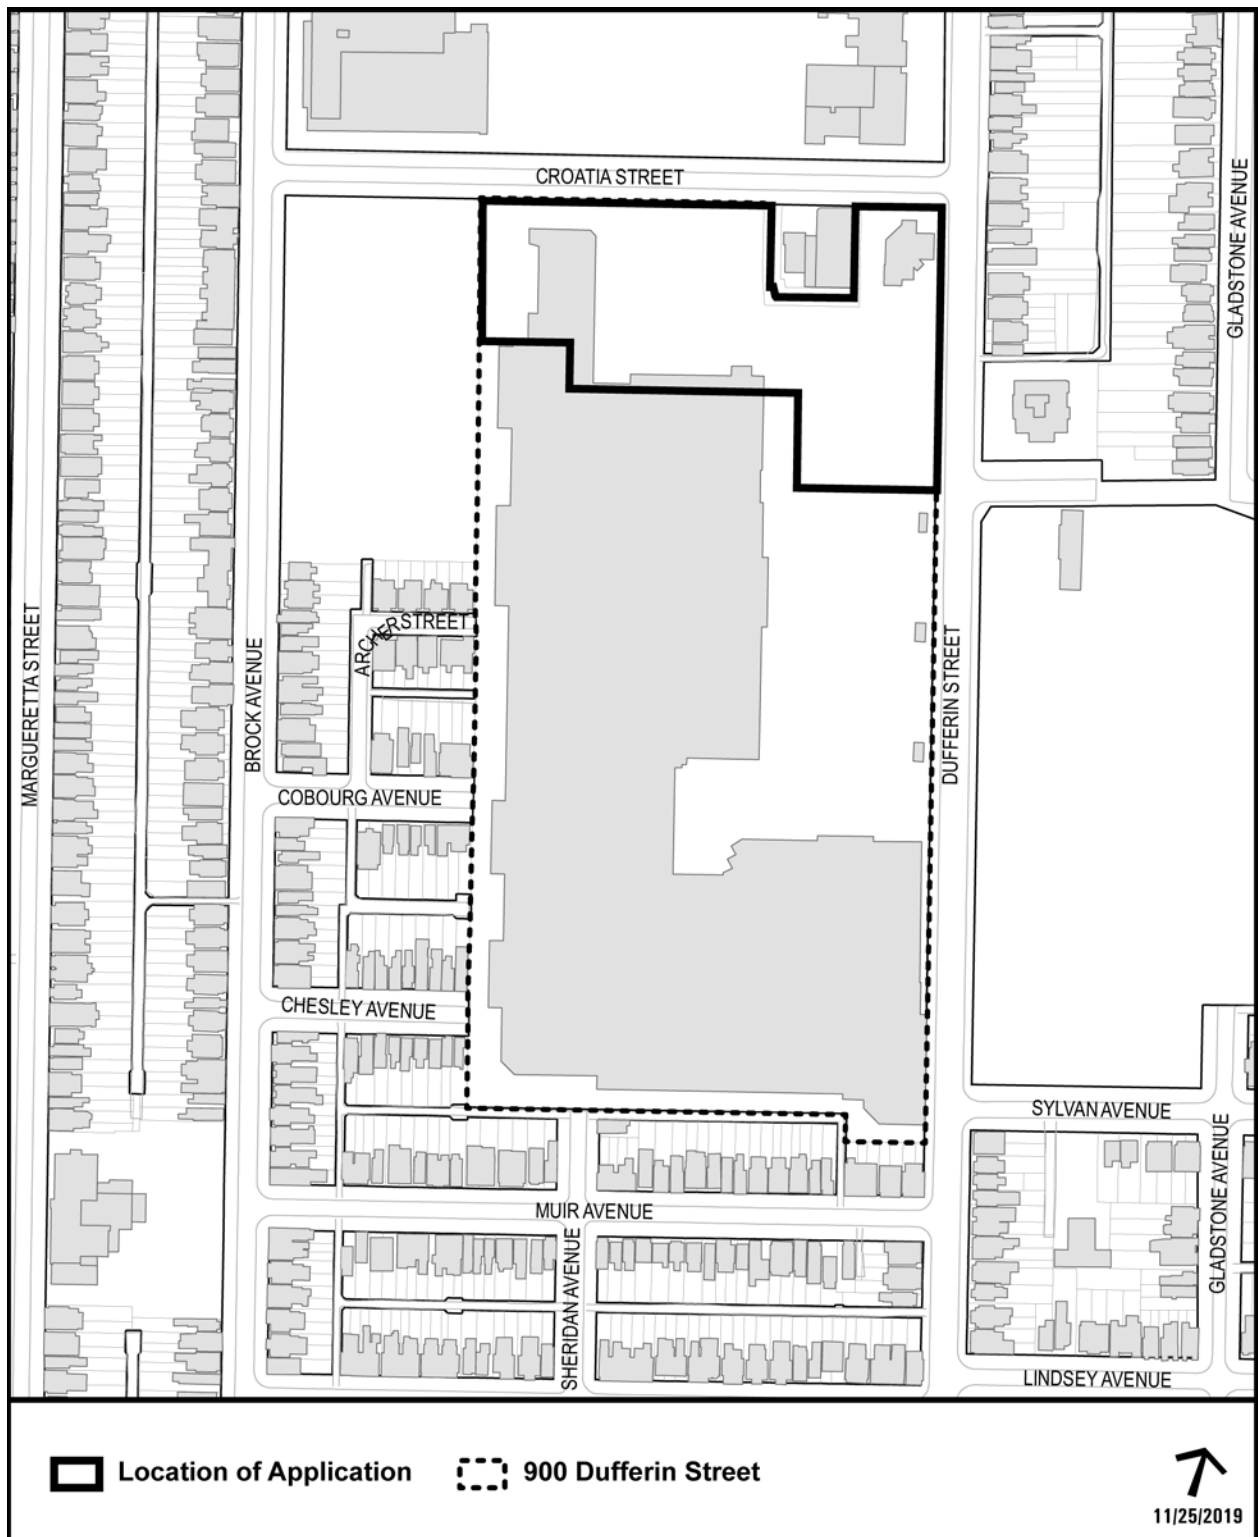 CROATIA STREET
GLADSTONE AVENUE
MARGUERETTA STREET
BROCK AVENUE
ARCHER STREET
DUFFERIN STREET
COBOURG AVENUE
CHESLEY AVENUE
SYLVAN AVENUE
GLADSTONE AVENUE
MUIR AVENUE
SHERIDAN AVENUE
LINDSEY AVENUE
Location of Application
900 Dufferin Street
11/25/2019